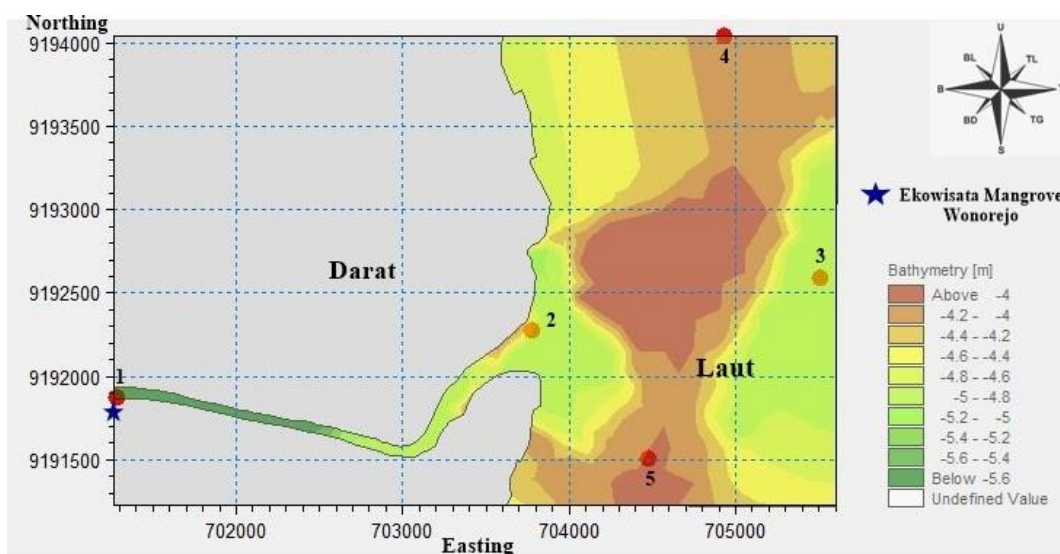 Northing
9194000
9193500
9193000
9192500
9192000
9191500
702000 703000 704000 705000
Easting
Darat
Laut
1
2
3
4
5
U
BL TL
B T
BD TG
S
Ekowisata Mangrove
Wonorejo
Bathymetry [m]
Above -4
-4.2 - -4
-4.4 - -4.2
-4.6 - -4.4
-4.8 - -4.6
-5 - -4.8
-5.2 - -5
-5.4 - -5.2
-5.6 - -5.4
Below -5.6
Undefined Value